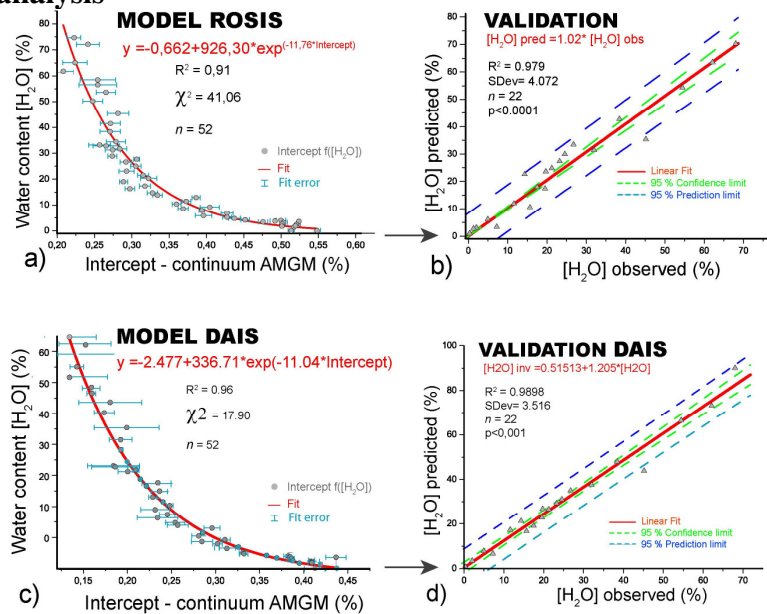 analysis
MODEL ROSIS
y =-0,662+926,30*exp(-11,76*Intercept)
R² = 0,91
χ² = 41,06
n = 52
Intercept f([H₂O])
Fit
Fit error
Water content [H₂O] (%)
80
70
60
50
40
30
20
10
0
0,20 0,25 0,30 0,35 0,40 0,45 0,50 0,55 0,60
Intercept - continuum AMGM (%)
a)
VALIDATION
[H₂O] pred =1.02* [H₂O] obs
R² = 0.979
SDev= 4.072
n = 22
p<0.0001
Linear Fit
95 % Confidence limit
95 % Prediction limit
[H₂O] predicted (%)
80
70
60
50
40
30
20
10
0
0 10 20 30 40 50 60 70
[H₂O] observed (%)
b)
MODEL DAIS
y =-2.477+336.71*exp(-11.04*Intercept)
R² = 0.96
χ2 - 17.90
n = 52
Intercept f([H₂O])
Fit
Fit error
Water content [H₂O] (%)
60
50
40
30
20
10
0
0,15 0,20 0,25 0,30 0,35 0,40 0,45
Intercept - continuum AMGM (%)
c)
VALIDATION DAIS
[H2O] inv =0.51513+1.205*[H2O]
R² = 0.9898
SDev= 3.516
n = 22
p<0,001
Linear Fit
95 % Confidence limit
95 % Prediction limit
[H₂O] predicted (%)
100
80
60
40
20
0
0 10 20 30 40 50 60 70
[H₂O] observed (%)
d)